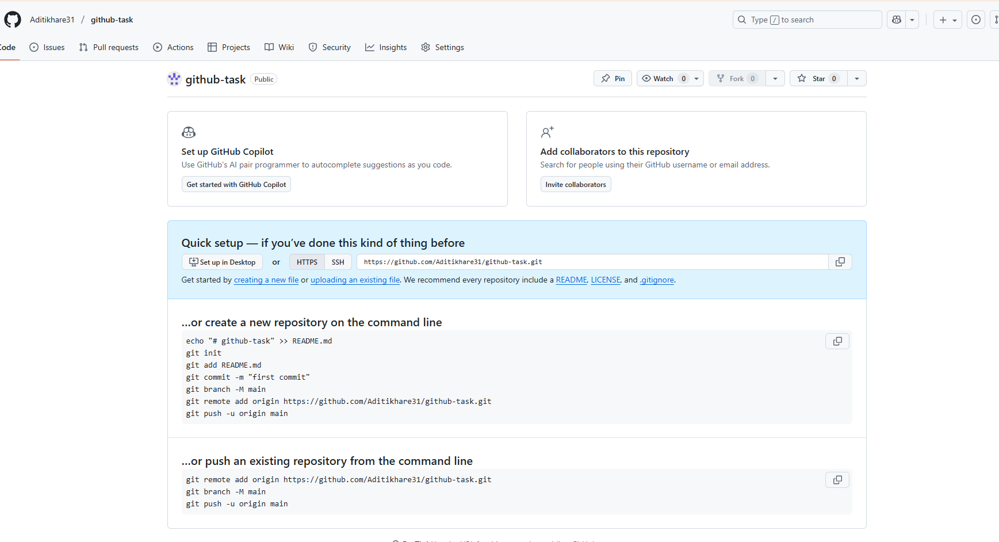 Aditikhare31 / github-task
Type / to search
Code Issues Pull requests Actions Projects Wiki Security Insights Settings
github-task Public
Pin Watch 0 Fork 0 Star 0
Set up GitHub Copilot
Use GitHub's AI pair programmer to autocomplete suggestions as you code.
Get started with GitHub Copilot
Add collaborators to this repository
Search for people using their GitHub username or email address.
Invite collaborators
Quick setup — if you’ve done this kind of thing before
Set up in Desktop or HTTPS SSH https://github.com/Aditikhare31/github-task.git
Get started by creating a new file or uploading an existing file. We recommend every repository include a README, LICENSE, and .gitignore.
…or create a new repository on the command line
echo "# github-task" >> README.md
git init
git add README.md
git commit -m "first commit"
git branch -M main
git remote add origin https://github.com/Aditikhare31/github-task.git
git push -u origin main
…or push an existing repository from the command line
git remote add origin https://github.com/Aditikhare31/github-task.git
git branch -M main
git push -u origin main